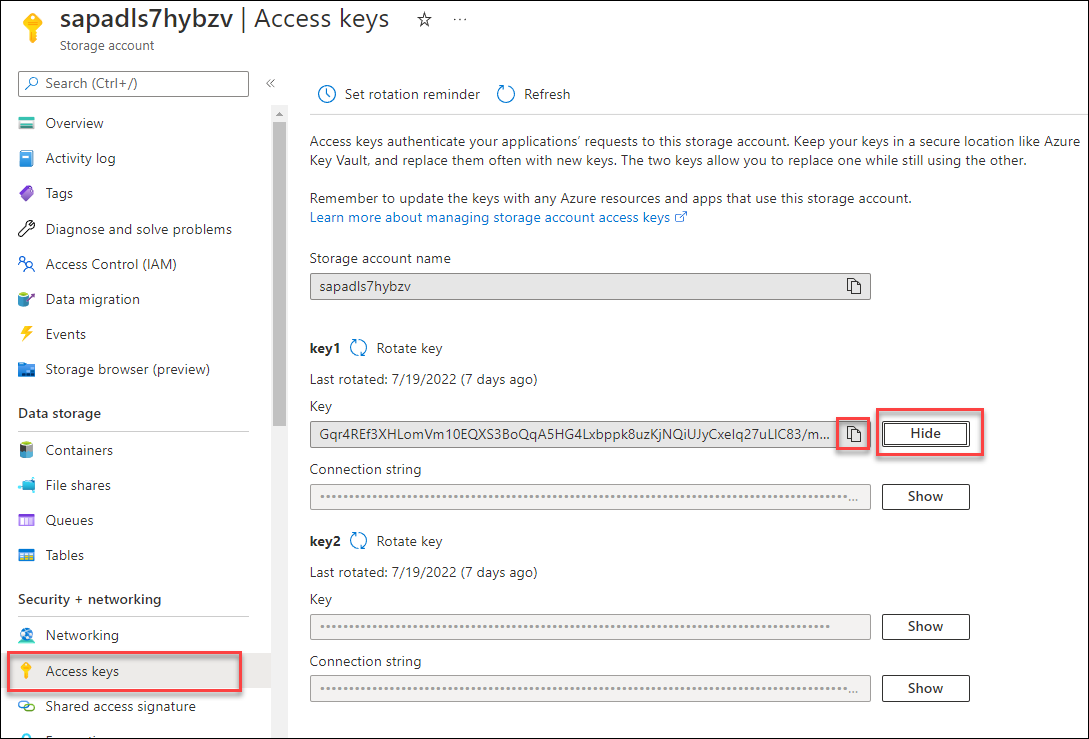 sapadls7hybzv | Access keys
Storage account
Search (Ctrl+/)
Overview
Activity log
Tags
Diagnose and solve problems
Access Control (IAM)
Data migration
Events
Storage browser (preview)
Data storage
Containers
File shares
Queues
Tables
Security + networking
Networking
Access keys
Shared access signature
Set rotation reminder
Refresh
Access keys authenticate your applications' requests to this storage account. Keep your keys in a secure location like Azure
Key Vault, and replace them often with new keys. The two keys allow you to replace one while still using the other.
Remember to update the keys with any Azure resources and apps that use this storage account.
Learn more about managing storage account access keys
Storage account name
sapadls7hybzv
key1 Rotate key
Last rotated: 7/19/2022 (7 days ago)
Key
Gqr4REf3XHLomVm10EQXS3BoQqA5HG4Lxbppk8uzKjNQiUJyCxeIq27uLIC83/m...
Hide
Connection string
Show
key2 Rotate key
Last rotated: 7/19/2022 (7 days ago)
Key
Show
Connection string
Show